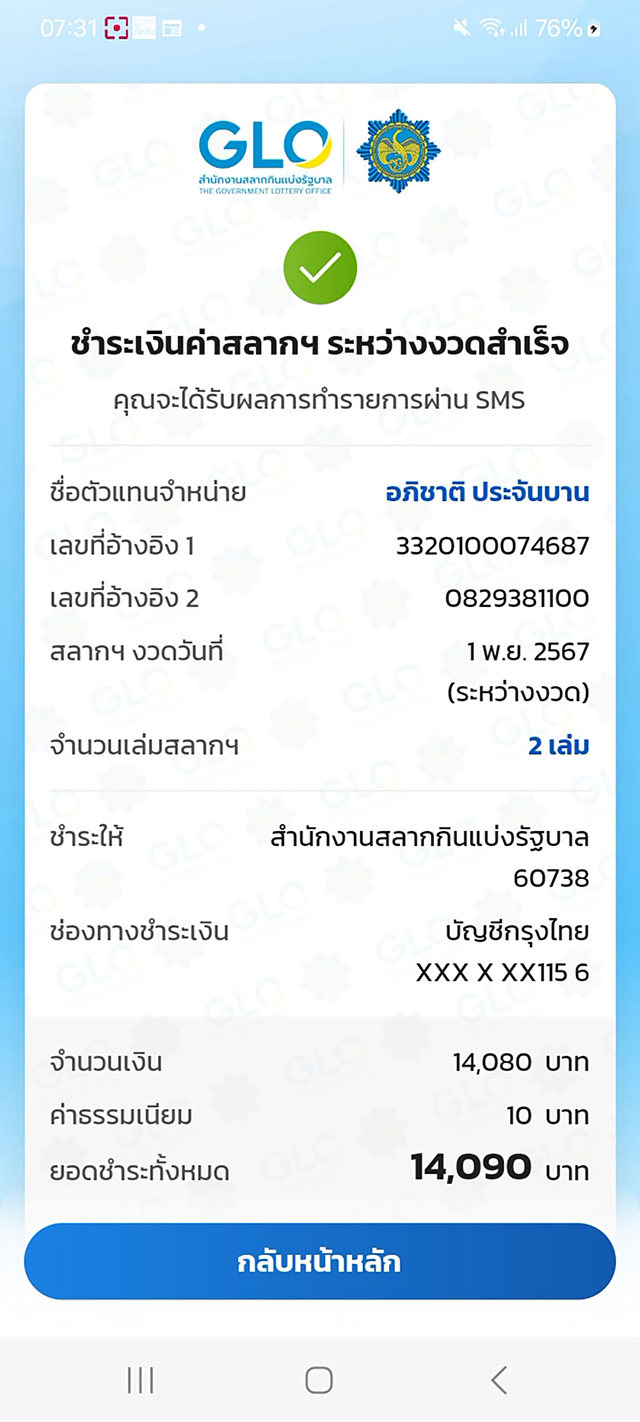 07:31
76%
GLO
สำนักงานสลากกินแบ่งรัฐบาล
THE GOVERNMENT LOTTERY OFFICE
ชำระเงินค่าสลากฯ ระหว่างงวดสำเร็จ
คุณจะได้รับผลการทำรายการผ่าน SMS
ชื่อตัวแทนจำหน่าย อภิชาติ ประจันบาน
เลขที่อ้างอิง 1 3320100074687
เลขที่อ้างอิง 2 0829381100
สลากฯ งวดวันที่ 1 พ.ย. 2567
(ระหว่างงวด)
จำนวนเล่มสลากฯ 2 เล่ม
ชำระให้ สำนักงานสลากกินแบ่งรัฐบาล
60738
ช่องทางชำระเงิน บัญชีกรุงไทย
XXX X XX115 6
จำนวนเงิน 14,080 บาท
ค่าธรรมเนียม 10 บาท
ยอดชำระทั้งหมด 14,090 บาท
กลับหน้าหลัก